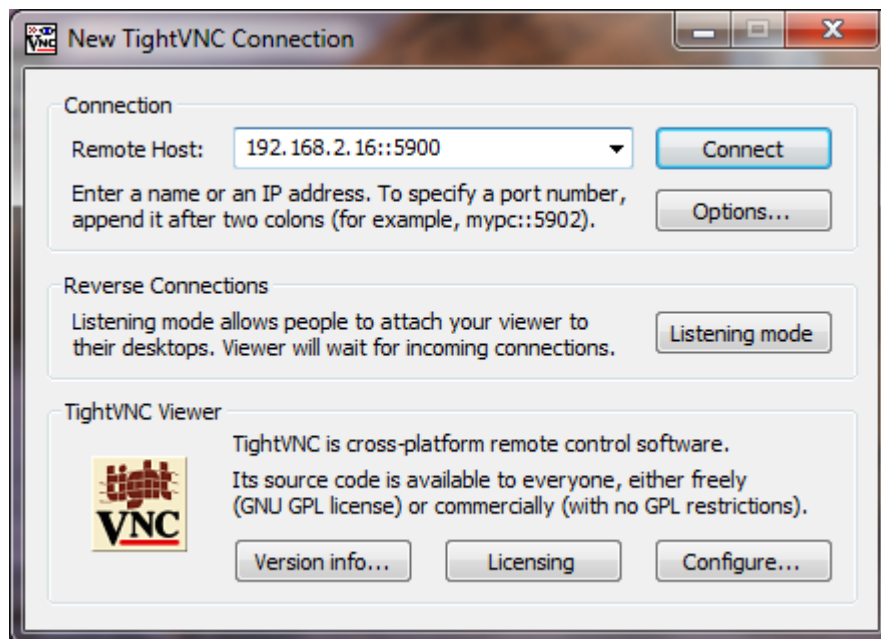 New TightVNC Connection
Connection
Remote Host: 192.168.2.16::5900
Connect
Enter a name or an IP address. To specify a port number,
append it after two colons (for example, mypc::5902).
Options...
Reverse Connections
Listening mode allows people to attach your viewer to
their desktops. Viewer will wait for incoming connections.
Listening mode
TightVNC Viewer
TightVNC is cross-platform remote control software.
Its source code is available to everyone, either freely
(GNU GPL license) or commercially (with no GPL restrictions).
tight
VNC
Version info...
Licensing
Configure...